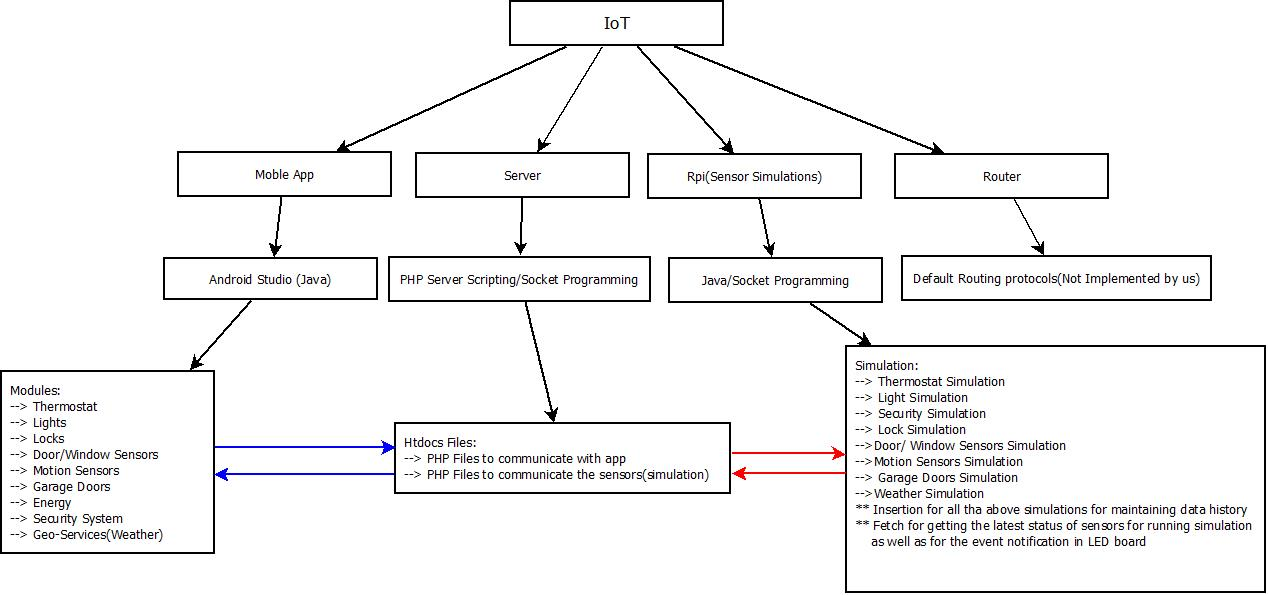 IoT
Moble App
Server
Rpi(Sensor Simulations)
Router
Android Studio (Java)
PHP Server Scripting/Socket Programming
Java/Socket Programming
Default Routing protocols(Not Implemented by us)
Modules:
--> Thermostat
--> Lights
--> Locks
--> Door/Window Sensors
--> Motion Sensors
--> Garage Doors
--> Energy
--> Security System
--> Geo-Services(Weather)
Htdocs Files:
--> PHP Files to communicate with app
--> PHP Files to communicate the sensors(simulation)
Simulation:
--> Thermostat Simulation
--> Light Simulation
--> Security Simulation
--> Lock Simulation
-->Door/ Window Sensors Simulation
-->Motion Sensors Simulation
--> Garage Doors Simulation
-->Weather Simulation
** Insertion for all tha above simulations for maintaining data history
** Fetch for getting the latest status of sensors for running simulation
as well as for the event notification in LED board